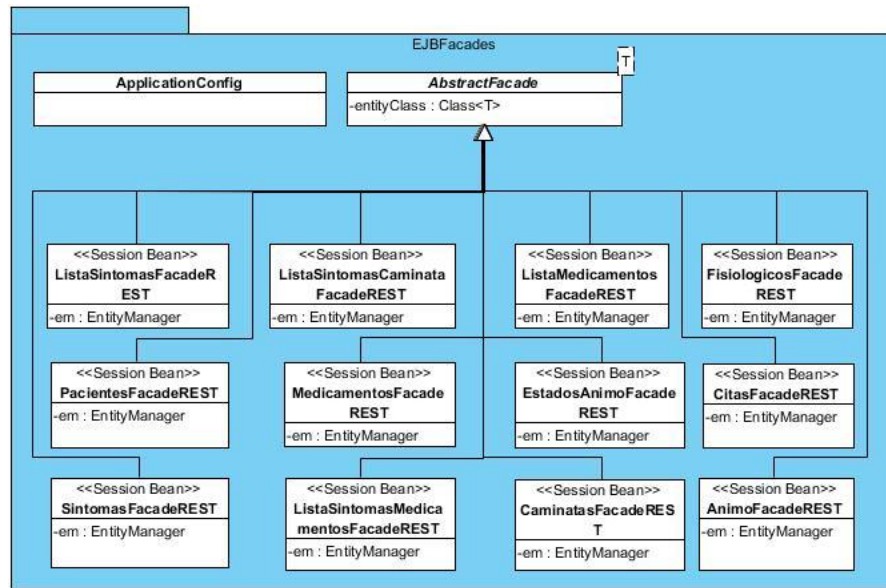 EJBFacades
T
ApplicationConfig
AbstractFacade
-entityClass : Class<T>
<<Session Bean>>
ListaSintomasFacadeR
EST
-em : EntityManager
<<Session Bean>>
ListaSintomasCaminata
FacadeREST
-em : EntityManager
<<Session Bean>>
ListaMedicamentos
FacadeREST
-em : EntityManager
<<Session Bean>>
FisiologicosFacade
REST
-em : EntityManager
<<Session Bean>>
PacientesFacadeREST
-em : EntityManager
<<Session Bean>>
MedicamentosFacade
REST
-em : EntityManager
<<Session Bean>>
EstadosAnimoFacade
REST
-em : EntityManager
<<Session Bean>>
CitasFacadeREST
-em : EntityManager
<<Session Bean>>
SintomasFacadeREST
-em : EntityManager
<<Session Bean>>
ListaSintomasMedica
mentosFacadeREST
-em : EntityManager
<<Session Bean>>
CaminatasFacadeRES
T
-em : EntityManager
<<Session Bean>>
AnimoFacadeREST
-em : EntityManager